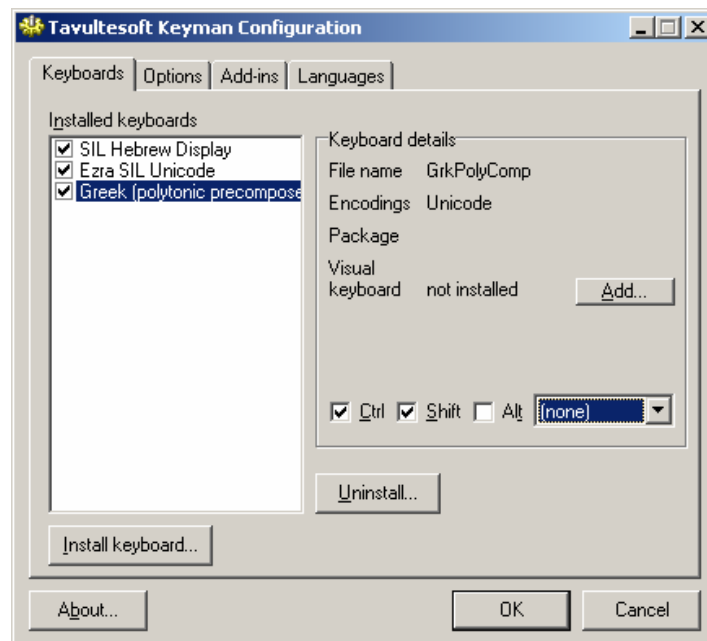 Tavultesoft Keyman Configuration
Keyboards Options Add-ins Languages
Installed keyboards
SIL Hebrew Display
Ezra SIL Unicode
Greek (polytonic precompose
Keyboard details
File name GrkPolyComp
Encodings Unicode
Package
Visual
keyboard not installed Add...
Ctrl Shift Alt (none)
Uninstall...
Install keyboard...
About... OK Cancel